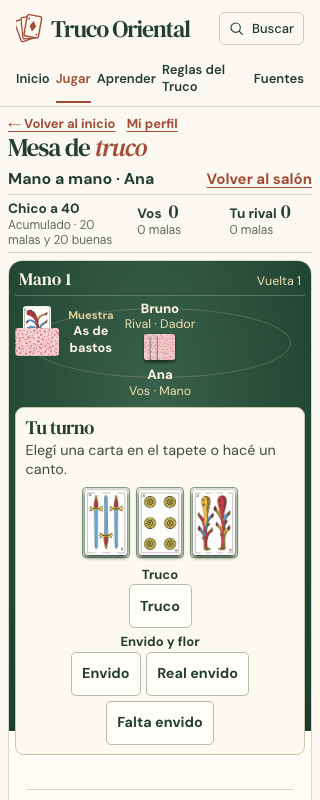 Truco Oriental
Buscar
Inicio Jugar Aprender Reglas del Truco Fuentes
← Volver al inicio Mi perfil
Mesa de truco
Mano a mano · Ana Volver al salón
Chico a 40
Acumulado · 20
malas y 20 buenas
Vos 0
0 malas
Tu rival 0
0 malas
Mano 1 Vuelta 1
Muestra
As de
bastos
Bruno
Rival · Dador
Ana
Vos · Mano
Tu turno
Elegí una carta en el tapete o hacé un
canto.
Truco
Truco
Envido y flor
Envido Real envido
Falta envido